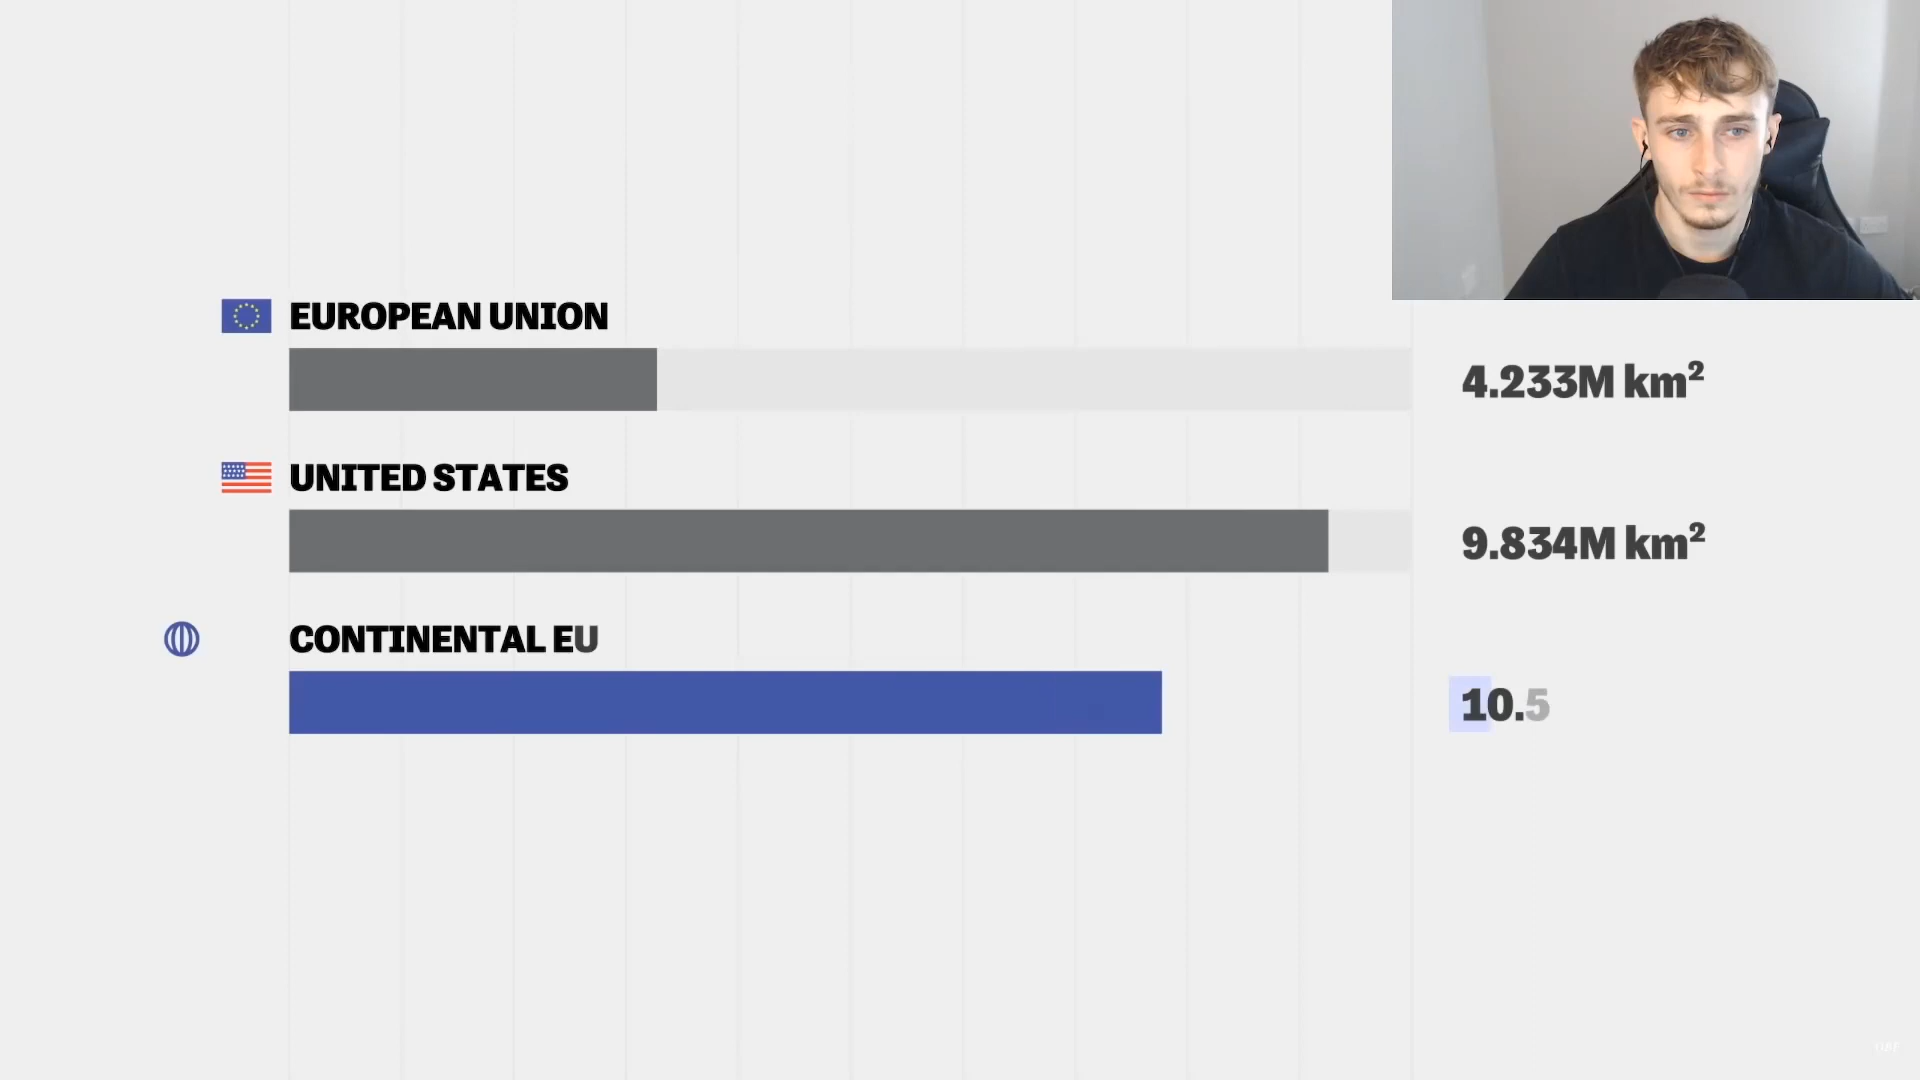 EUROPEAN UNION
4.233M km²
UNITED STATES
9.834M km²
CONTINENTAL EU
10.5